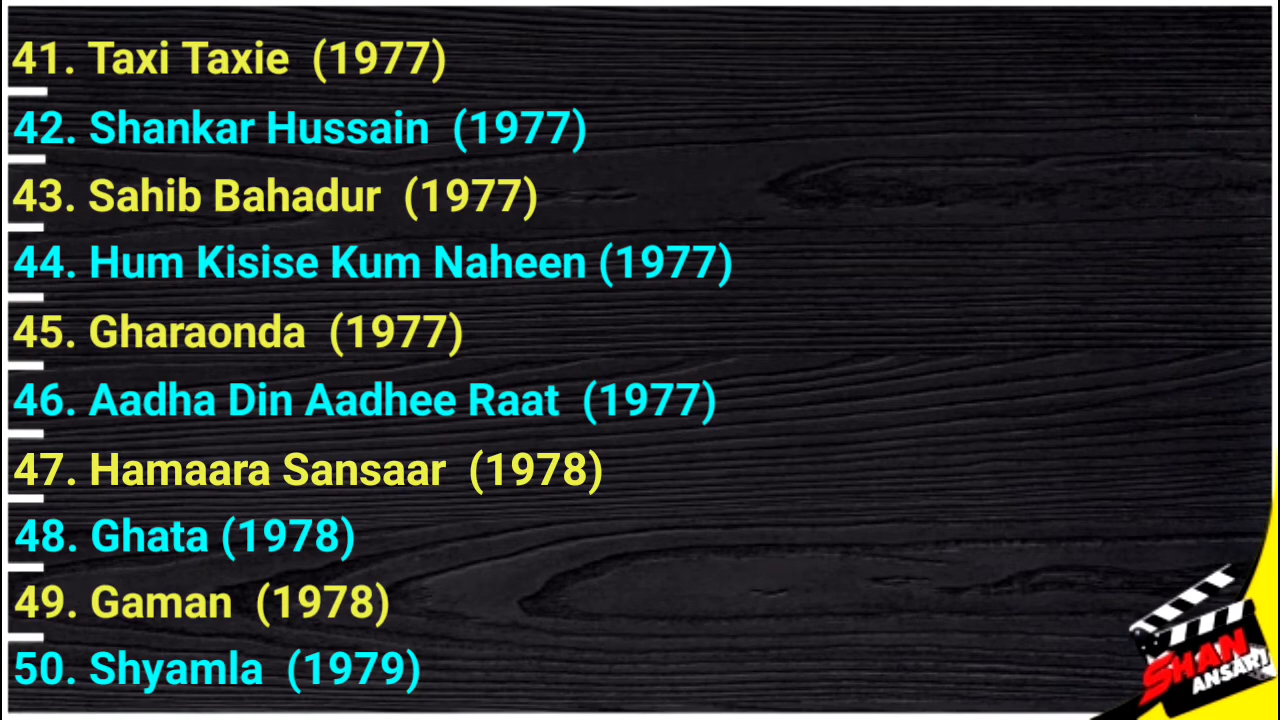 41. Taxi Taxie (1977)
42. Shankar Hussain (1977)
43. Sahib Bahadur (1977)
44. Hum Kisise Kum Naheen (1977)
45. Gharaonda (1977)
46. Aadha Din Aadhee Raat (1977)
47. Hamaara Sansaar (1978)
48. Ghata (1978)
49. Gaman (1978)
50. Shyamla (1979)
SHAN
ANSARI